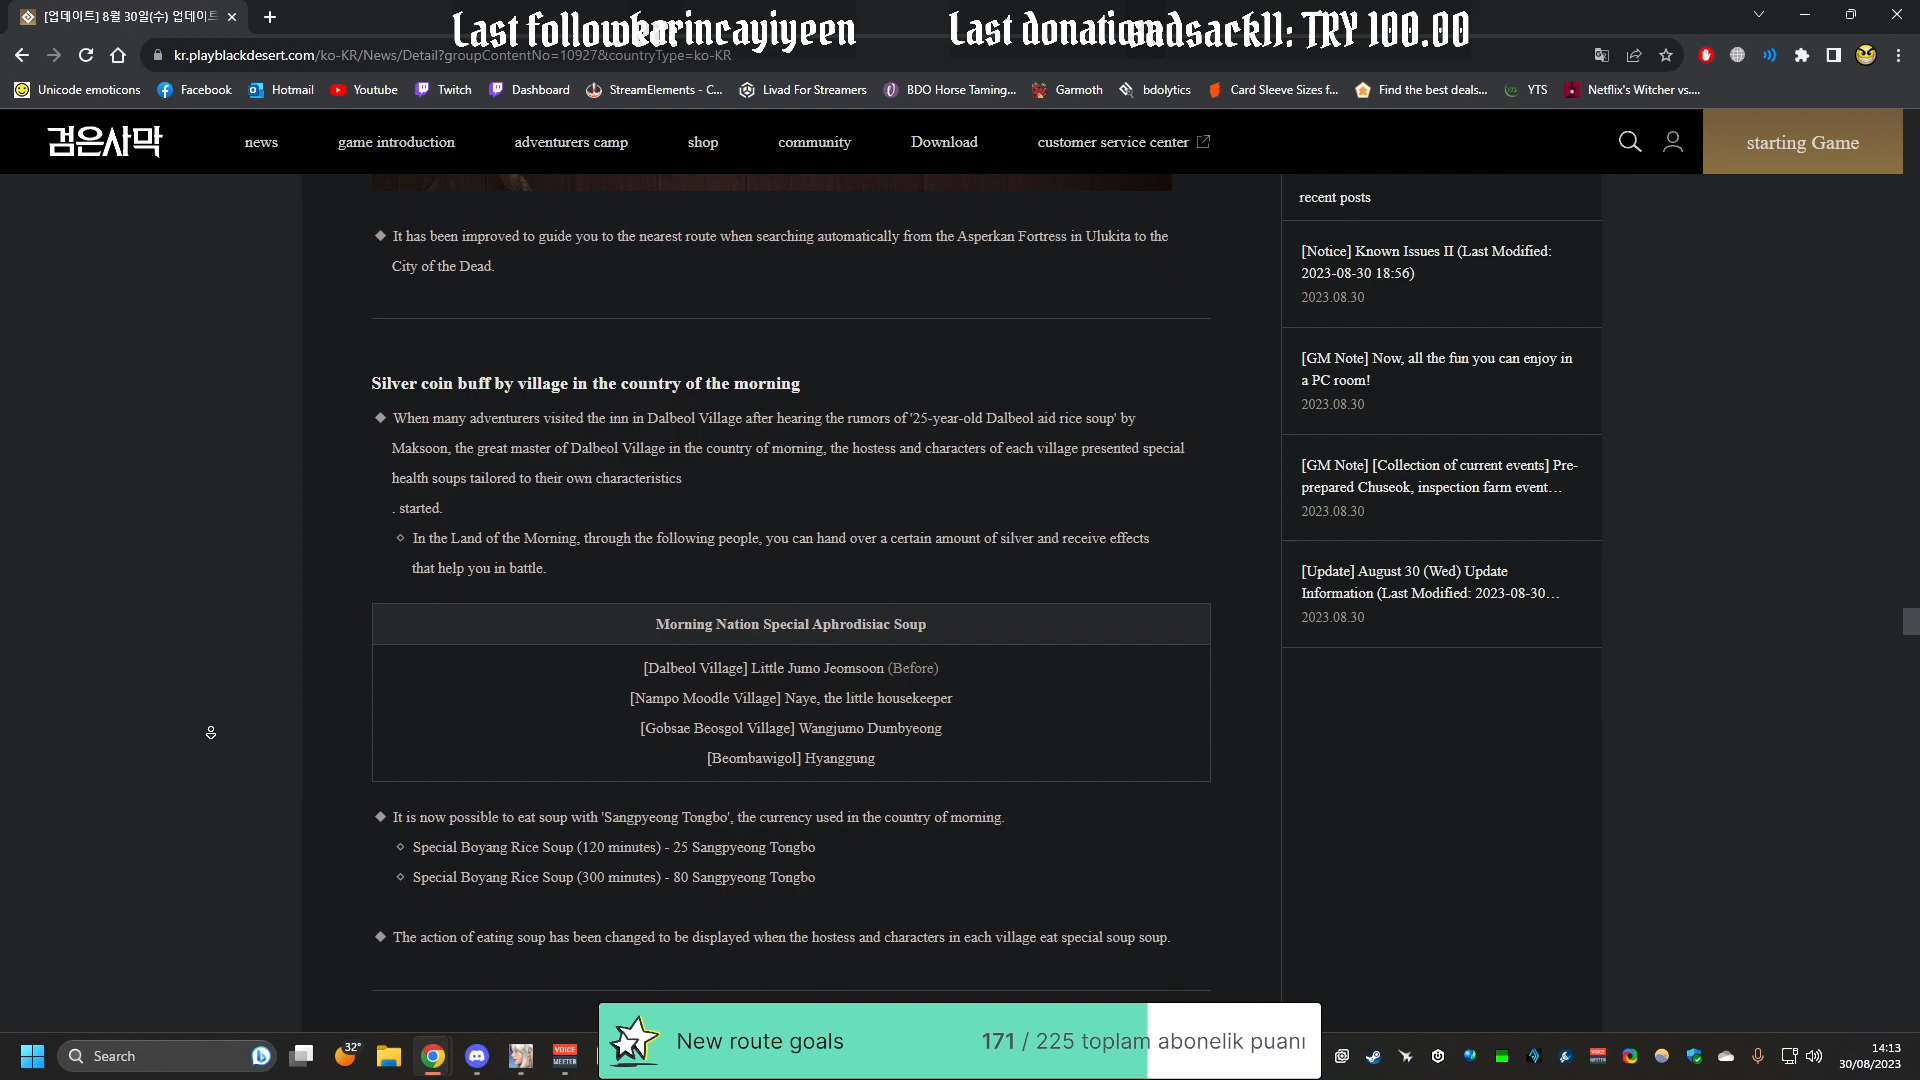 [업데이트] 8월 30일(수) 업데이트
Last follower
karincayiyeen
Last donation
sadsack11: TRY 100.00
kr.playblackdesert.com/ko-KR/News/Detail?groupContentNo=10927&countryType=ko-KR
Unicode emoticons
Facebook
Hotmail
Youtube
Twitch
Dashboard
StreamElements - C...
Livad For Streamers
BDO Horse Taming...
Garmoth
bdolytics
Card Sleeve Sizes f...
Find the best deals...
YTS
Netflix's Witcher vs....
검은사막
news
game introduction
adventurers camp
shop
community
Download
customer service center
starting Game
It has been improved to guide you to the nearest route when searching automatically from the Asperkan Fortress in Ulukita to the
City of the Dead.
Silver coin buff by village in the country of the morning
When many adventurers visited the inn in Dalbeol Village after hearing the rumors of '25-year-old Dalbeol aid rice soup' by
Maksoon, the great master of Dalbeol Village in the country of morning, the hostess and characters of each village presented special
health soups tailored to their own characteristics
. started.
In the Land of the Morning, through the following people, you can hand over a certain amount of silver and receive effects
that help you in battle.
Morning Nation Special Aphrodisiac Soup
[Dalbeol Village] Little Jumo Jeomsoon (Before)
[Nampo Moodle Village] Naye, the little housekeeper
[Gobsae Beosgol Village] Wangjumo Dumbyeong
[Beombawigol] Hyanggung
It is now possible to eat soup with 'Sangpyeong Tongbo', the currency used in the country of morning.
Special Boyang Rice Soup (120 minutes) - 25 Sangpyeong Tongbo
Special Boyang Rice Soup (300 minutes) - 80 Sangpyeong Tongbo
The action of eating soup has been changed to be displayed when the hostess and characters in each village eat special soup soup.
recent posts
[Notice] Known Issues II (Last Modified:
2023-08-30 18:56)
2023.08.30
[GM Note] Now, all the fun you can enjoy in
a PC room!
2023.08.30
[GM Note] [Collection of current events] Pre-
prepared Chuseok, inspection farm event...
2023.08.30
[Update] August 30 (Wed) Update
Information (Last Modified: 2023-08-30...
2023.08.30
New route goals
171 / 225 toplam abonelik puanı
Search
32°
VOICE
MEETER
14:13
30/08/2023